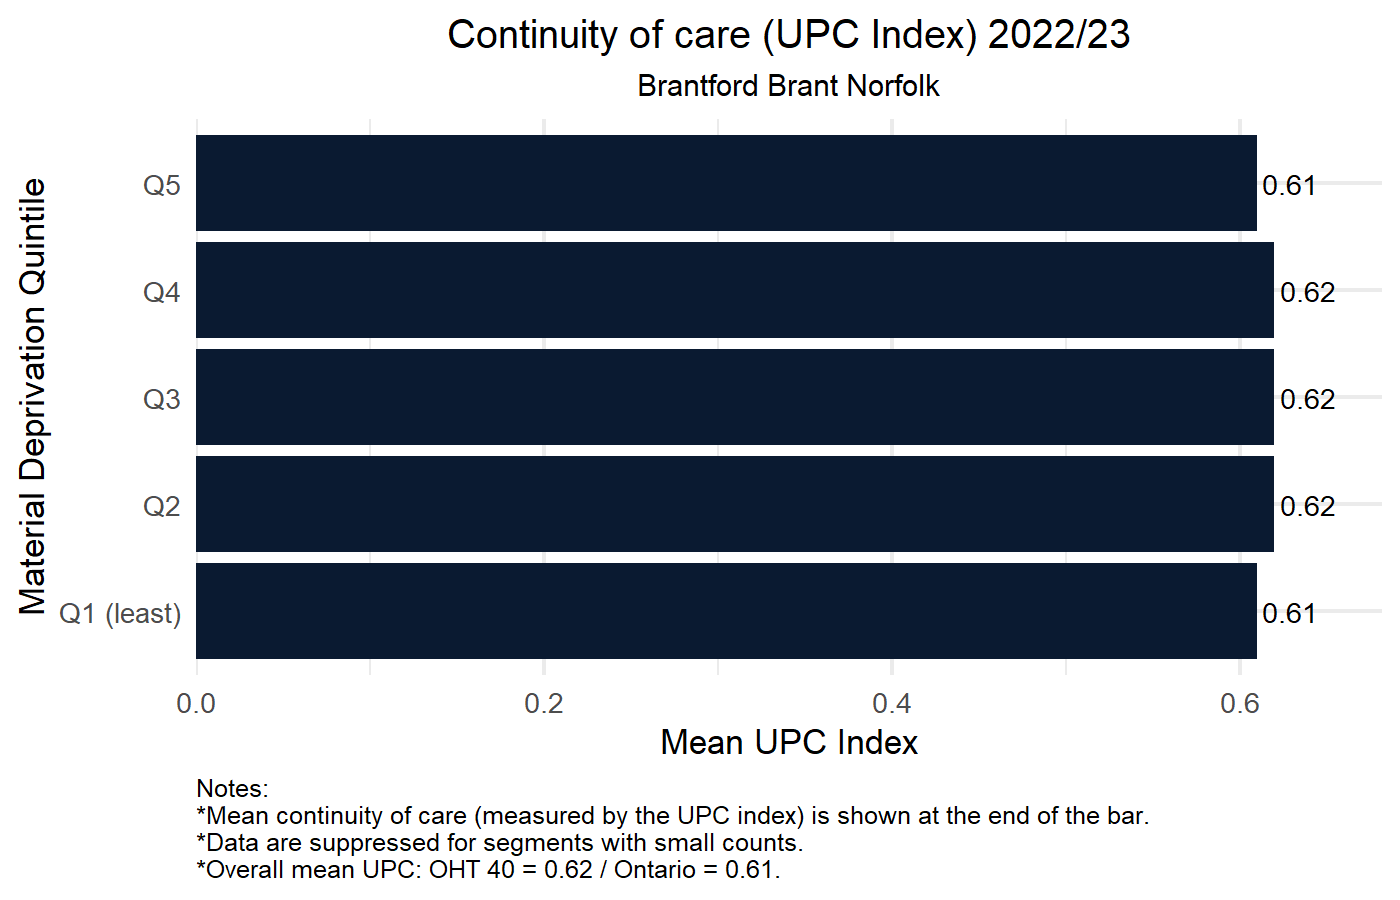 Continuity of care (UPC Index) 2022/23
Brantford Brant Norfolk
Material Deprivation Quintile
Q5
0.61
Q4
0.62
Q3
0.62
Q2
0.62
Q1 (least)
0.61
0.0
0.2
0.4
0.6
Mean UPC Index
Notes:
*Mean continuity of care (measured by the UPC index) is shown at the end of the bar.
*Data are suppressed for segments with small counts.
*Overall mean UPC: OHT 40 = 0.62 / Ontario = 0.61.